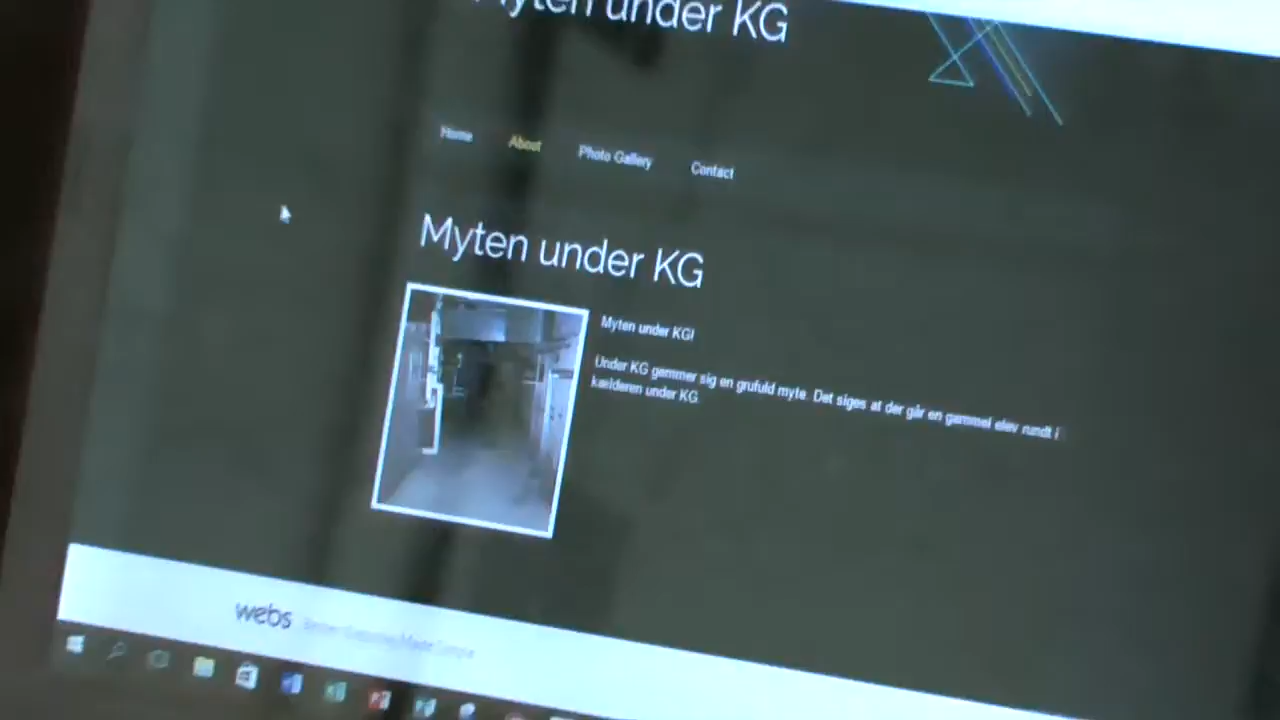 Myten under KG
Home About Photo Gallery Contact
Myten under KG
Myten under KG!
Under KG gemmer sig en grufuld myte. Det siges at der går en gammel elev rundt i
kælderen under KG.
webs